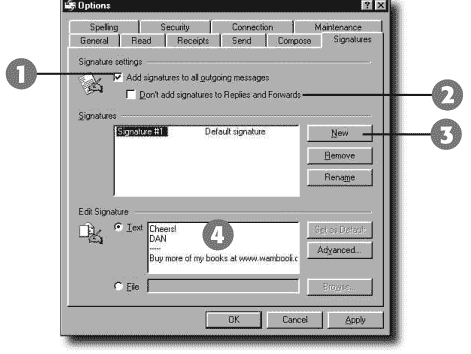 Options
Spelling Security Connection Maintenance
General Read Receipts Send Compose Signatures
Signature settings
1
Add signatures to all outgoing messages
Don't add signatures to Replies and Forwards
2
Signatures
Signature #1 Default signature
New
3
Remove
Rename
Edit Signature
Text
Cheers!
DAN
----
Buy more of my books at www.wambooli.c
4
Set as Default
Advanced...
File
Browse...
OK Cancel Apply